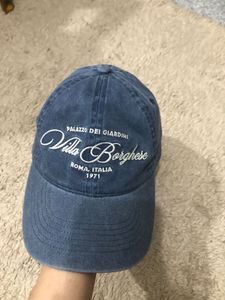 PALAZZO DEI GIARDINI
Villa Borghese
ROMA, ITALIA
1971